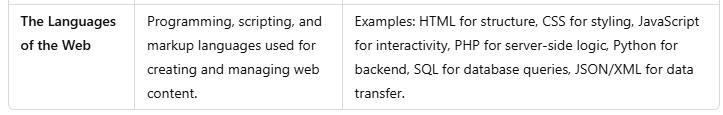 The Languages
of the Web
Programming, scripting, and
markup languages used for
creating and managing web
content.
Examples: HTML for structure, CSS for styling, JavaScript
for interactivity, PHP for server-side logic, Python for
backend, SQL for database queries, JSON/XML for data
transfer.